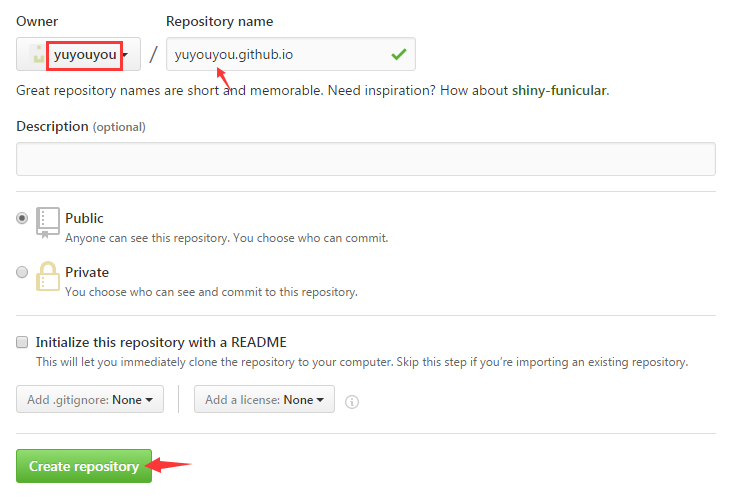 Owner Repository name
yuyouyou / yuyouyou.github.io
Great repository names are short and memorable. Need inspiration? How about shiny-funicular.
Description (optional)
Public
Anyone can see this repository. You choose who can commit.
Private
You choose who can see and commit to this repository.
Initialize this repository with a README
This will let you immediately clone the repository to your computer. Skip this step if you're importing an existing repository.
Add .gitignore: None Add a license: None
Create repository